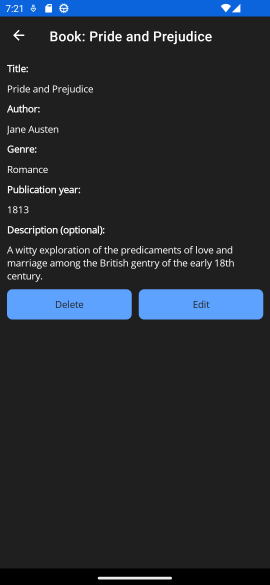 7:21
Book: Pride and Prejudice
Title:
Pride and Prejudice
Author:
Jane Austen
Genre:
Romance
Publication year:
1813
Description (optional):
A witty exploration of the predicaments of love and
marriage among the British gentry of the early 18th
century.
Delete
Edit